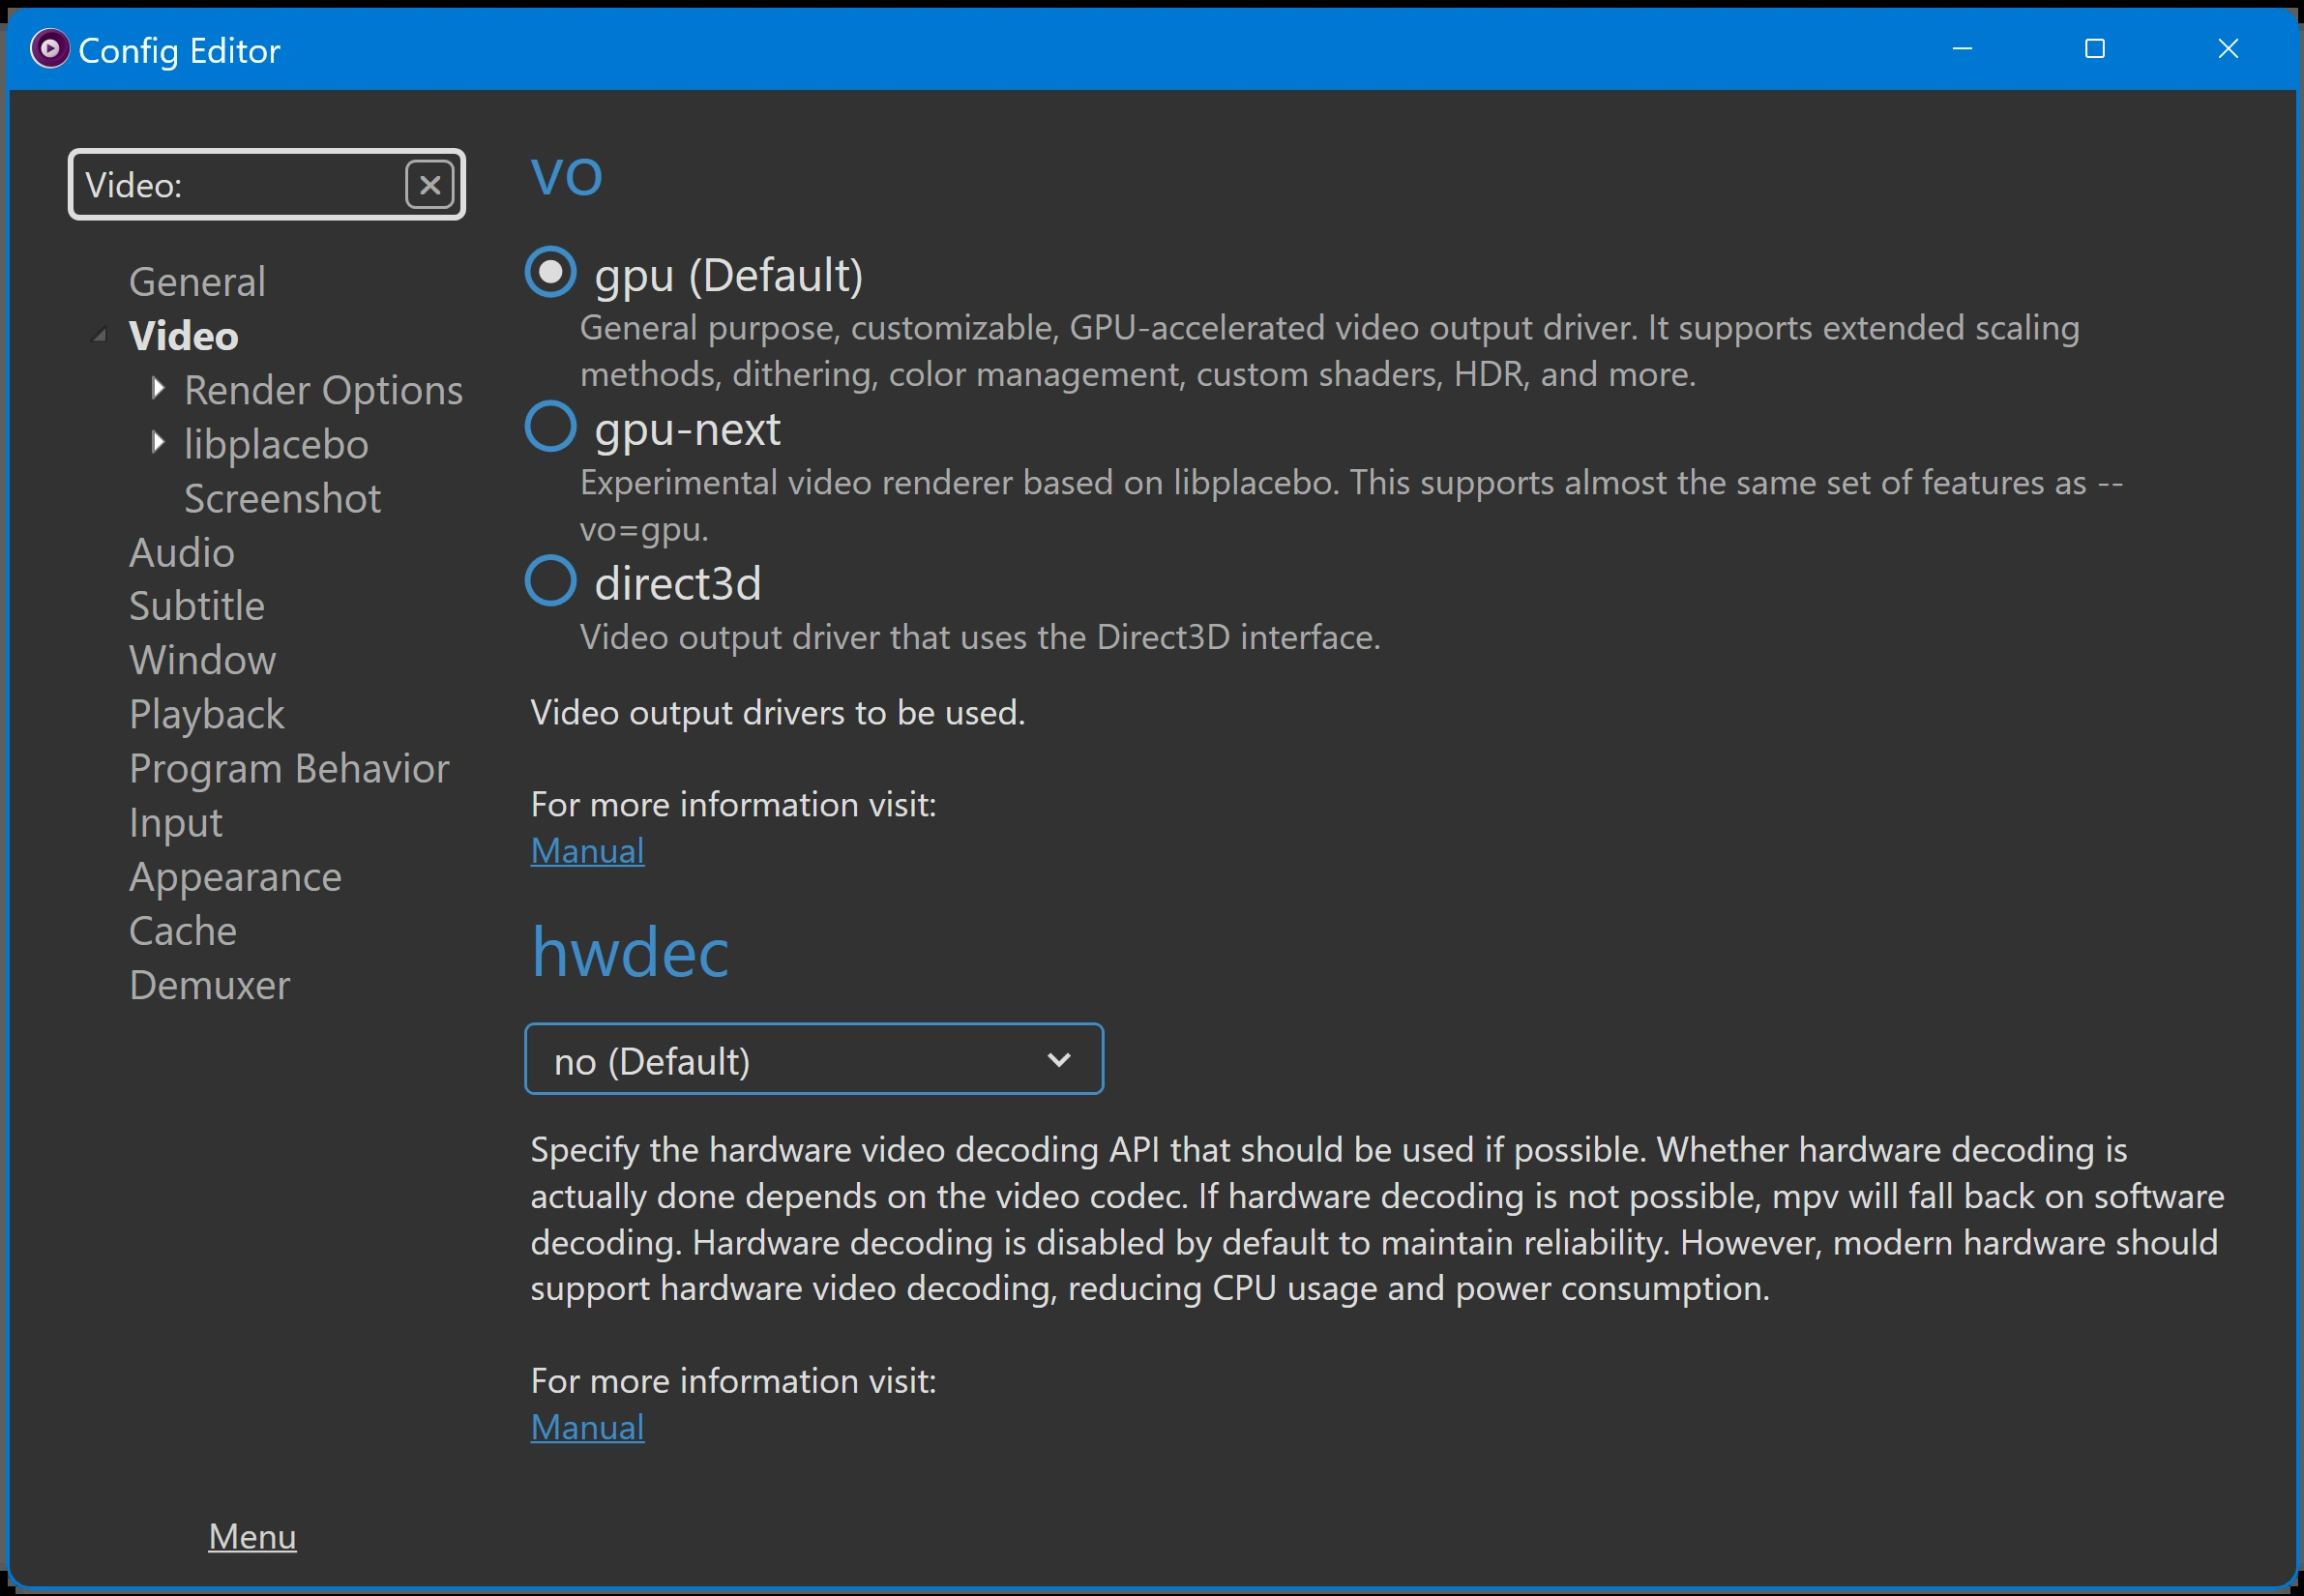 Config Editor
Video:
General
Video
Render Options
libplacebo
Screenshot
Audio
Subtitle
Window
Playback
Program Behavior
Input
Appearance
Cache
Demuxer
Menu
vo
gpu (Default)
General purpose, customizable, GPU-accelerated video output driver. It supports extended scaling
methods, dithering, color management, custom shaders, HDR, and more.
gpu-next
Experimental video renderer based on libplacebo. This supports almost the same set of features as --
vo=gpu.
direct3d
Video output driver that uses the Direct3D interface.
Video output drivers to be used.
For more information visit:
Manual
hwdec
no (Default)
Specify the hardware video decoding API that should be used if possible. Whether hardware decoding is
actually done depends on the video codec. If hardware decoding is not possible, mpv will fall back on software
decoding. Hardware decoding is disabled by default to maintain reliability. However, modern hardware should
support hardware video decoding, reducing CPU usage and power consumption.
For more information visit:
Manual